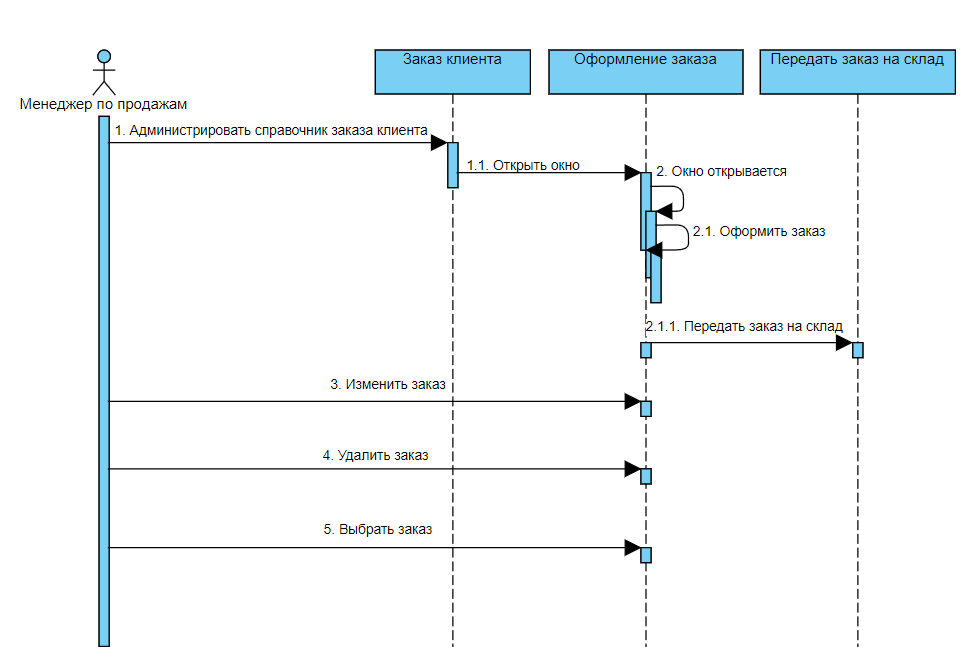 Заказ клиента
Оформление заказа
Передать заказ на склад
Менеджер по продажам
1. Администрировать справочник заказа клиента
1.1. Открыть окно
2. Окно открывается
2.1. Оформить заказ
2.1.1. Передать заказ на склад
3. Изменить заказ
4. Удалить заказ
5. Выбрать заказ